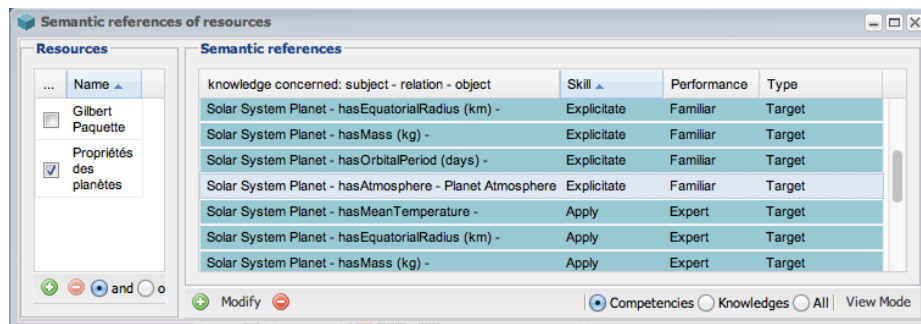 Semantic references of resources
Resources
... Name
Gilbert
Paquette
Propriétés
des
planètes
and o
Semantic references
knowledge concerned: subject - relation - object Skill Performance Type
Solar System Planet - hasEquatorialRadius (km) - Explicitate Familiar Target
Solar System Planet - hasMass (kg) - Explicitate Familiar Target
Solar System Planet - hasOrbitalPeriod (days) - Explicitate Familiar Target
Solar System Planet - hasAtmosphere - Planet Atmosphere Explicitate Familiar Target
Solar System Planet - hasMeanTemperature - Apply Expert Target
Solar System Planet - hasEquatorialRadius (km) - Apply Expert Target
Solar System Planet - hasMass (kg) - Apply Expert Target
Modify Competencies Knowledges All View Mode